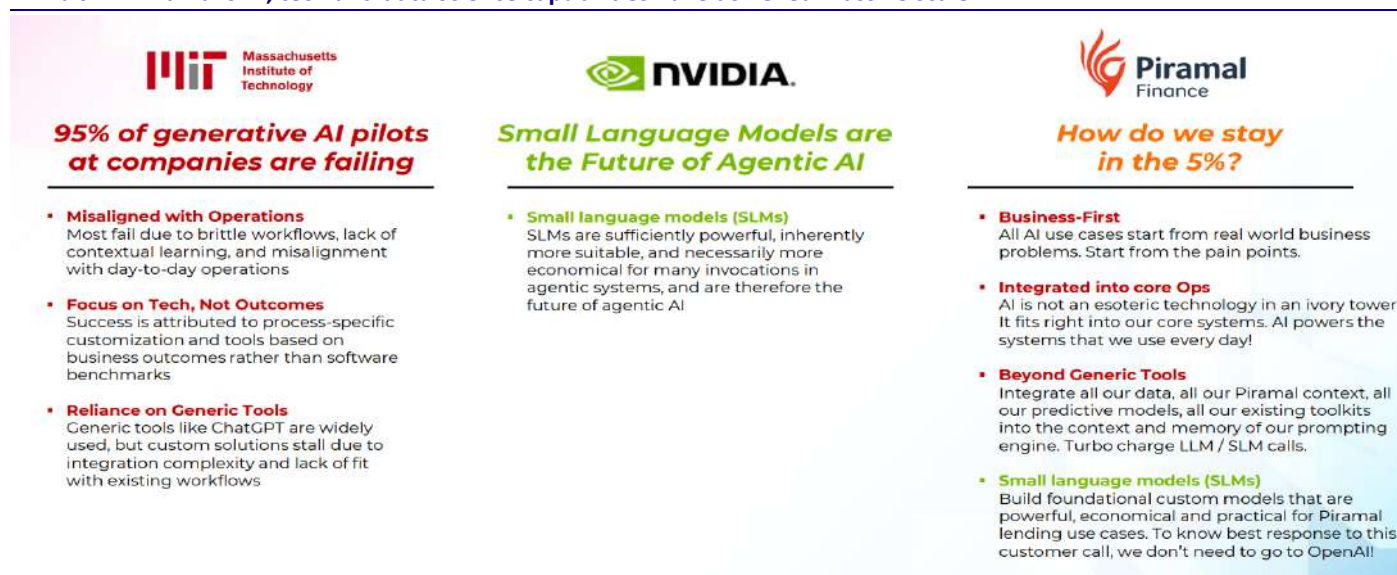 Massachusetts
Institute of
Technology
95% of generative AI pilots
at companies are failing
▪ Misaligned with Operations
Most fail due to brittle workflows, lack of
contextual learning, and misalignment
with day-to-day operations
▪ Focus on Tech, Not Outcomes
Success is attributed to process-specific
customization and tools based on
business outcomes rather than software
benchmarks
▪ Reliance on Generic Tools
Generic tools like ChatGPT are widely
used, but custom solutions stall due to
integration complexity and lack of fit
with existing workflows
NVIDIA.
Small Language Models are
the Future of Agentic AI
▪ Small language models (SLMs)
SLMs are sufficiently powerful, inherently
more suitable, and necessarily more
economical for many invocations in
agentic systems, and are therefore the
future of agentic AI
Piramal
Finance
How do we stay
in the 5%?
▪ Business-First
All AI use cases start from real world business
problems. Start from the pain points.
▪ Integrated into core Ops
AI is not an esoteric technology in an ivory tower
It fits right into our core systems. AI powers the
systems that we use every day!
▪ Beyond Generic Tools
Integrate all our data, all our Piramal context, all
our predictive models, all our existing toolkits
into the context and memory of our prompting
engine. Turbo charge LLM / SLM calls.
▪ Small language models (SLMs)
Build foundational custom models that are
powerful, economical and practical for Piramal
lending use cases. To know best response to this
customer call, we don't need to go to OpenAI!